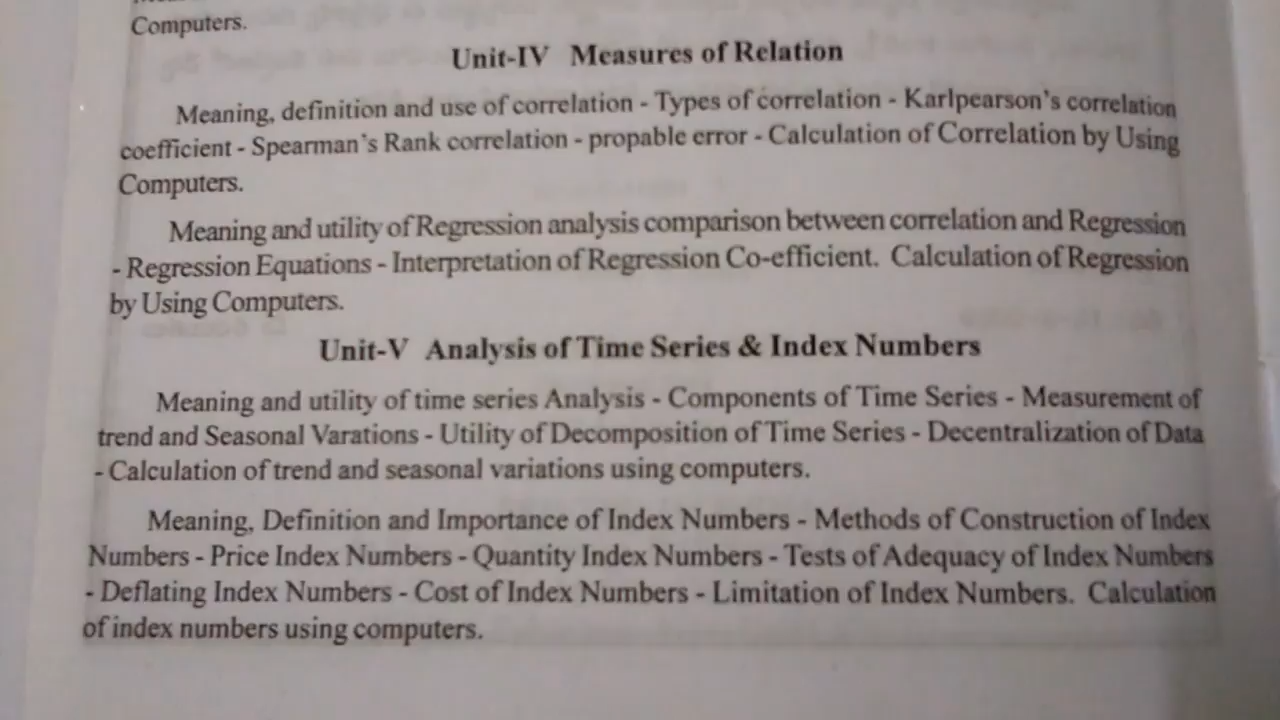 Computers.
Unit-IV Measures of Relation
Meaning, definition and use of correlation - Types of correlation - Karlpearson's correlation
coefficient - Spearman's Rank correlation - propable error - Calculation of Correlation by Using
Computers.
Meaning and utility of Regression analysis comparison between correlation and Regression
- Regression Equations - Interpretation of Regression Co-efficient. Calculation of Regression
by Using Computers.
Unit-V Analysis of Time Series & Index Numbers
Meaning and utility of time series Analysis - Components of Time Series - Measurement of
trend and Seasonal Varations - Utility of Decomposition of Time Series - Decentralization of Data
- Calculation of trend and seasonal variations using computers.
Meaning, Definition and Importance of Index Numbers - Methods of Construction of Index
Numbers - Price Index Numbers - Quantity Index Numbers - Tests of Adequacy of Index Numbers
- Deflating Index Numbers - Cost of Index Numbers - Limitation of Index Numbers. Calculation
of index numbers using computers.